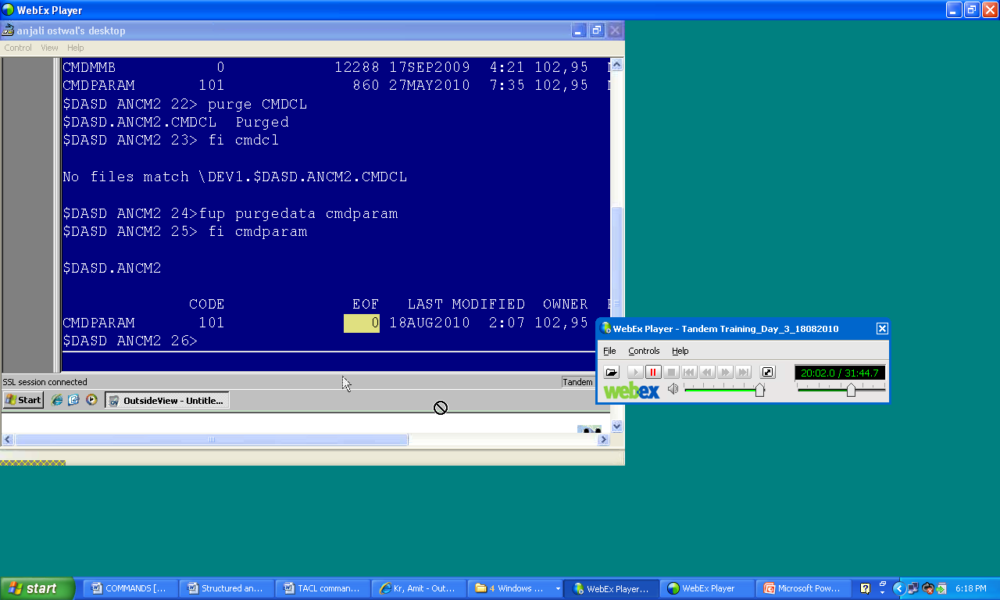 WebEx Player
anjali ostwal's desktop
Control View Help
CMDMMB 0 12288 17SEP2009 4:21 102,95
CMDPARAM 101 860 27MAY2010 7:35 102,95
$DASD ANCM2 22> purge CMDCL
$DASD.ANCM2.CMDCL Purged
$DASD ANCM2 23> fi cmdcl
No files match \DEV1.$DASD.ANCM2.CMDCL
$DASD ANCM2 24>fup purgedata cmdparam
$DASD ANCM2 25> fi cmdparam
$DASD.ANCM2
CODE EOF LAST MODIFIED OWNER
CMDPARAM 101 0 18AUG2010 2:07 102,95
$DASD ANCM2 26>
WebEx Player - Tandem Training_Day_3_18082010
File Controls Help
20:02.0 / 31:44.7
webex
SSL session connected
Tandem
Start
OutsideView - Untitle...
start
COMMANDS [...
Structured an...
TACL comman...
Kr, Amit - Out...
4 Windows ...
WebEx Player...
WebEx Player
Microsoft Pow...
6:18 PM